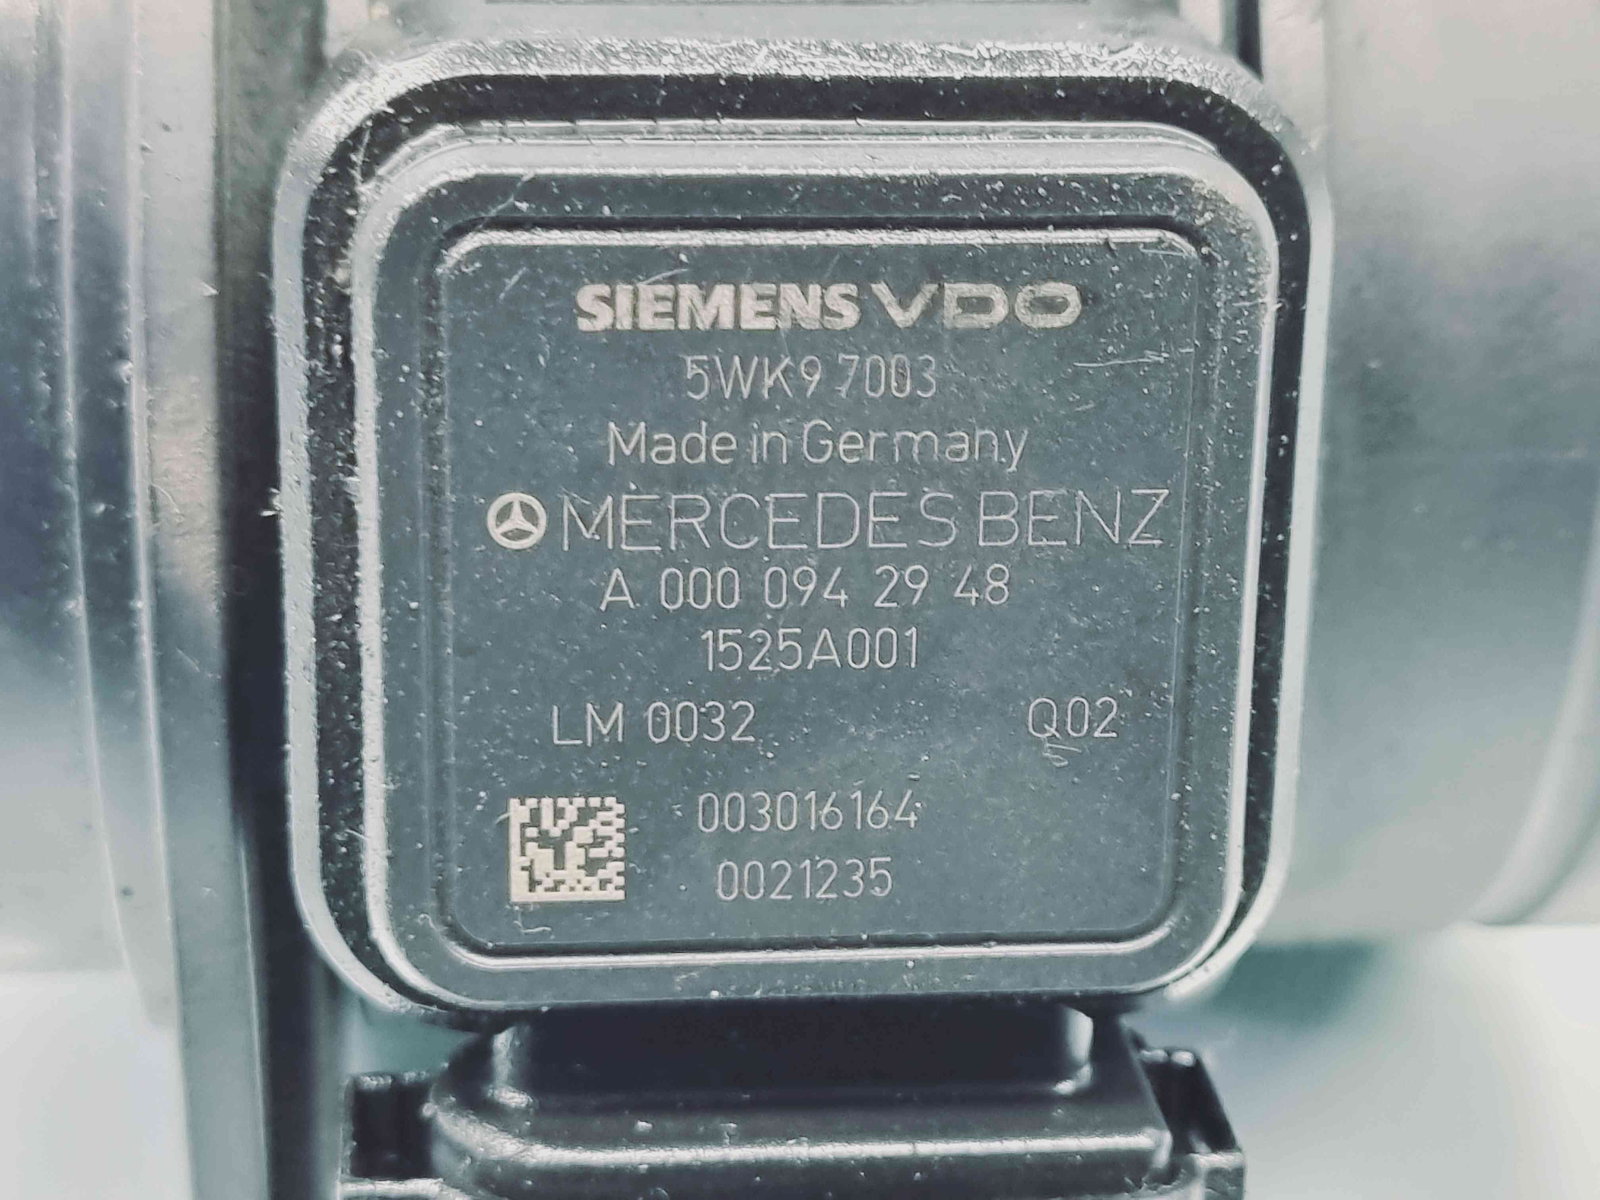 SIEMENS VDO
5WK9 7003
Made in Germany
MERCEDES BENZ
A 000 094 29 48
1525A001
LM 0032 Q02
003016164
0021235